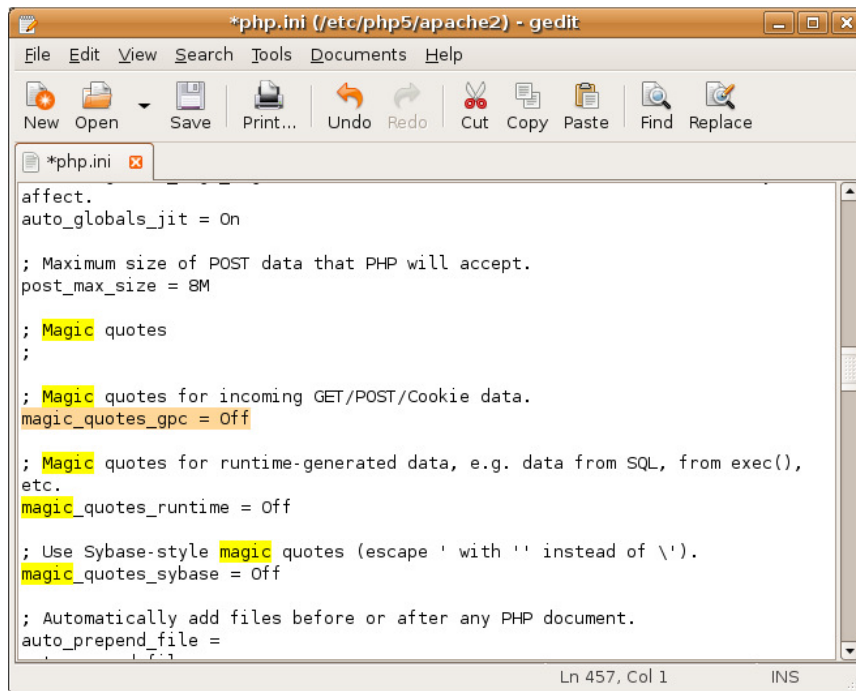 *php.ini (/etc/php5/apache2) - gedit
File Edit View Search Tools Documents Help
New Open Save Print... Undo Redo Cut Copy Paste Find Replace
*php.ini
affect.
auto_globals_jit = On
; Maximum size of POST data that PHP will accept.
post_max_size = 8M
; Magic quotes
;
; Magic quotes for incoming GET/POST/Cookie data.
magic_quotes_gpc = Off
; Magic quotes for runtime-generated data, e.g. data from SQL, from exec(),
etc.
magic_quotes_runtime = Off
; Use Sybase-style magic quotes (escape ' with '' instead of \').
magic_quotes_sybase = Off
; Automatically add files before or after any PHP document.
auto_prepend_file =
Ln 457, Col 1 INS